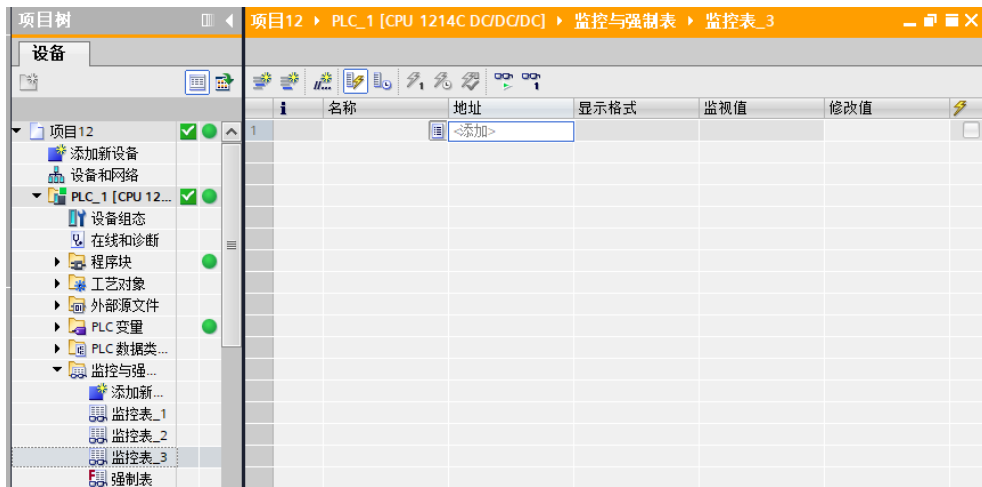 项目树
项目12 ▸ PLC_1 [CPU 1214C DC/DC/DC] ▸ 监控与强制表 ▸ 监控表_3
设备
i 名称 地址 显示格式 监视值 修改值
1 <添加>
项目12
添加新设备
设备和网络
PLC_1 [CPU 12...
设备组态
在线和诊断
程序块
工艺对象
外部源文件
PLC 变量
PLC 数据类...
监控与强...
添加新...
监控表_1
监控表_2
监控表_3
强制表